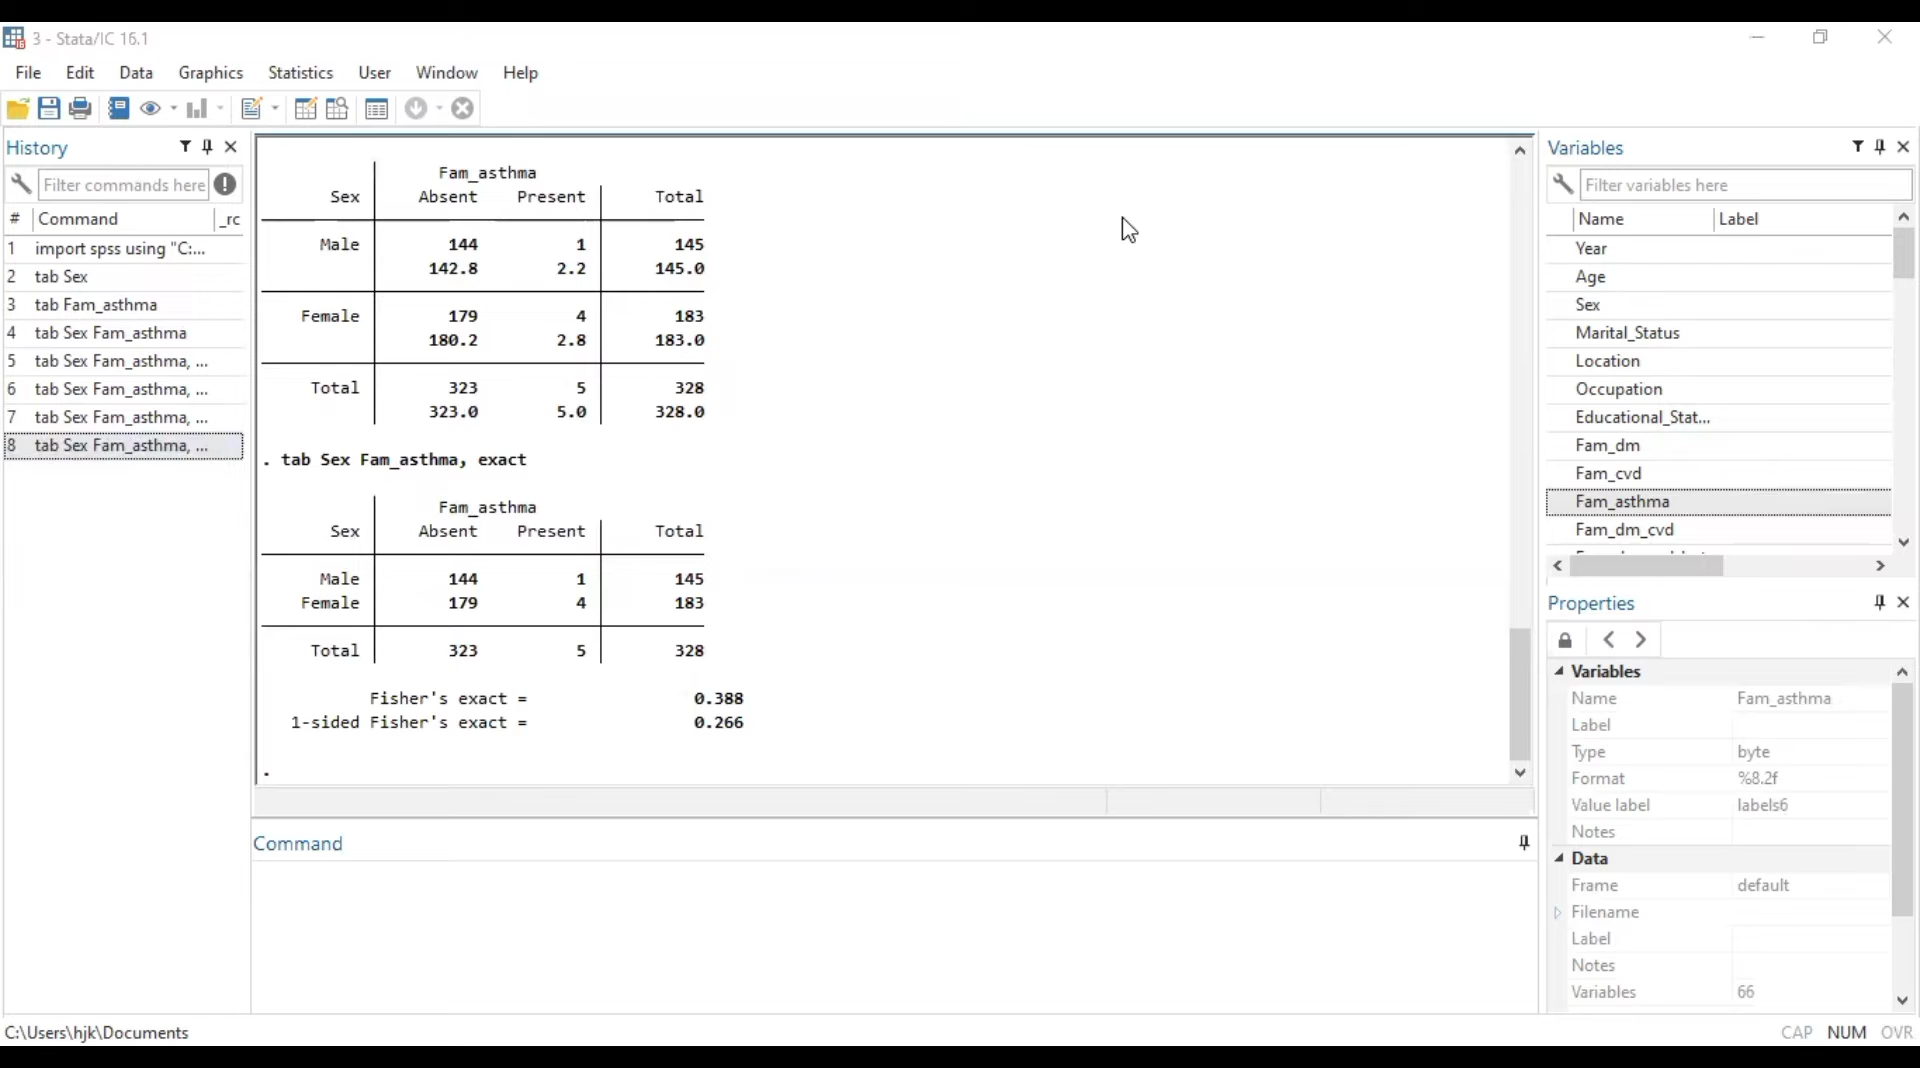 3 - Stata/IC 16.1
File Edit Data Graphics Statistics User Window Help
History
Filter commands here
# Command _rc
1 import spss using "C:...
2 tab Sex
3 tab Fam_asthma
4 tab Sex Fam_asthma
5 tab Sex Fam_asthma, ...
6 tab Sex Fam_asthma, ...
7 tab Sex Fam_asthma, ...
8 tab Sex Fam_asthma, ...
Fam_asthma
Sex Absent Present Total
Male 144 1 145
142.8 2.2 145.0
Female 179 4 183
180.2 2.8 183.0
Total 323 5 328
323.0 5.0 328.0
. tab Sex Fam_asthma, exact
Fam_asthma
Sex Absent Present Total
Male 144 1 145
Female 179 4 183
Total 323 5 328
Fisher's exact = 0.388
1-sided Fisher's exact = 0.266
.
Command
Variables
Filter variables here
Name Label
Year
Age
Sex
Marital_Status
Location
Occupation
Educational_Stat...
Fam_dm
Fam_cvd
Fam_asthma
Fam_dm_cvd
Properties
Variables
Name Fam_asthma
Label
Type byte
Format %8.2f
Value label labels6
Notes
Data
Frame default
Filename
Label
Notes
Variables 66
C:\Users\hjk\Documents
CAP NUM OVR